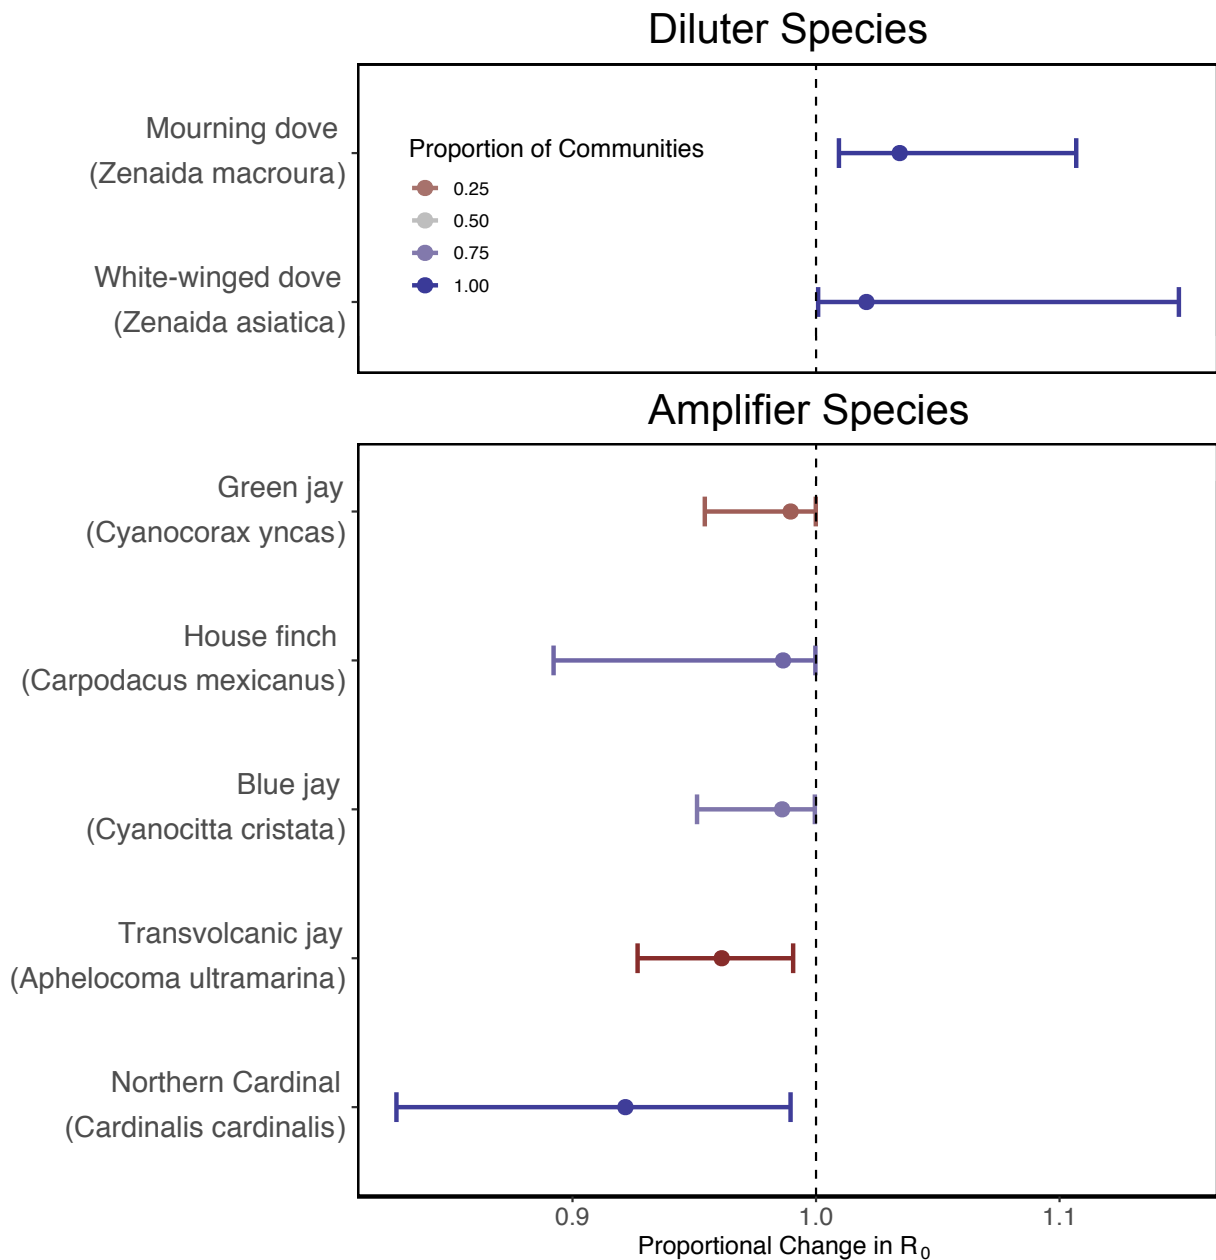 Diluter Species
Mourning dove
(Zenaida macroura)
White-winged dove
(Zenaida asiatica)
Proportion of Communities
0.25
0.50
0.75
1.00
Amplifier Species
Green jay
(Cyanocorax yncas)
House finch
(Carpodacus mexicanus)
Blue jay
(Cyanocitta cristata)
Transvolcanic jay
(Aphelocoma ultramarina)
Northern Cardinal
(Cardinalis cardinalis)
0.9 1.0 1.1
Proportional Change in R₀